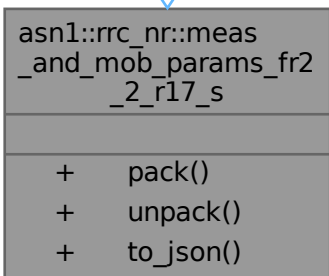 asn1::rrc_nr::meas
_and_mob_params_fr2
_2_r17_s
+ pack()
+ unpack()
+ to_json()